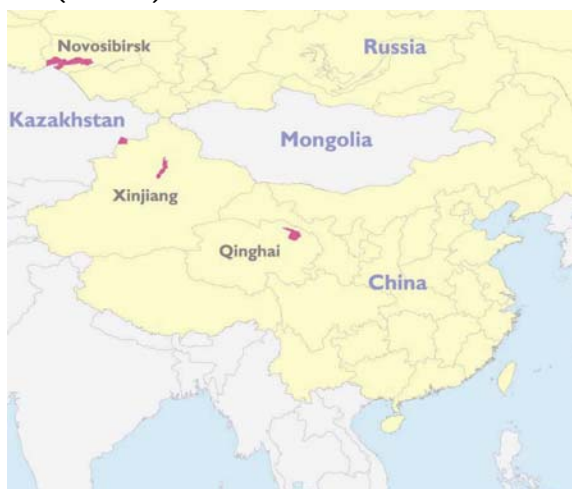 Novosibirsk
Russia
Kazakhstan
Mongolia
Xinjiang
Qinghai
China